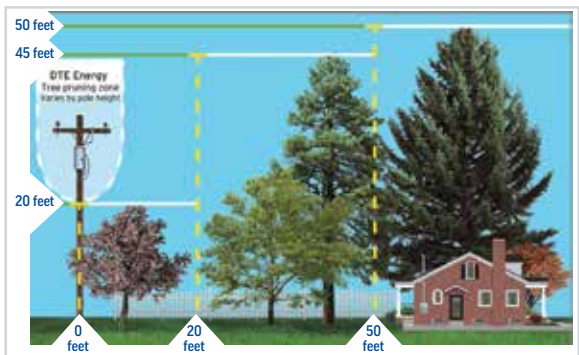 50 feet
45 feet
DTE Energy
Tree pruning zone
varies by pole height
20 feet
0
feet
20
feet
50
feet